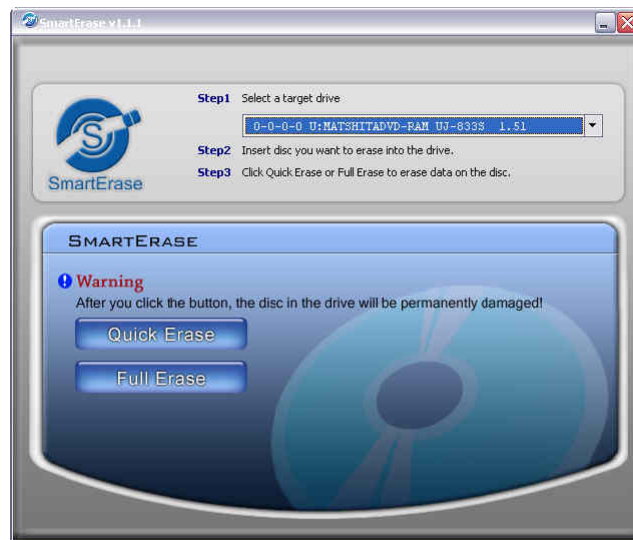 SmartErase v1.1.1
Step1 Select a target drive
0-0-0-0 U:MATSHITADVD-RAM UJ-833S 1.51
Step2 Insert disc you want to erase into the drive.
Step3 Click Quick Erase or Full Erase to erase data on the disc.
S
SmartErase
SMARTERASE
! Warning
After you click the button, the disc in the drive will be permanently damaged!
Quick Erase
Full Erase